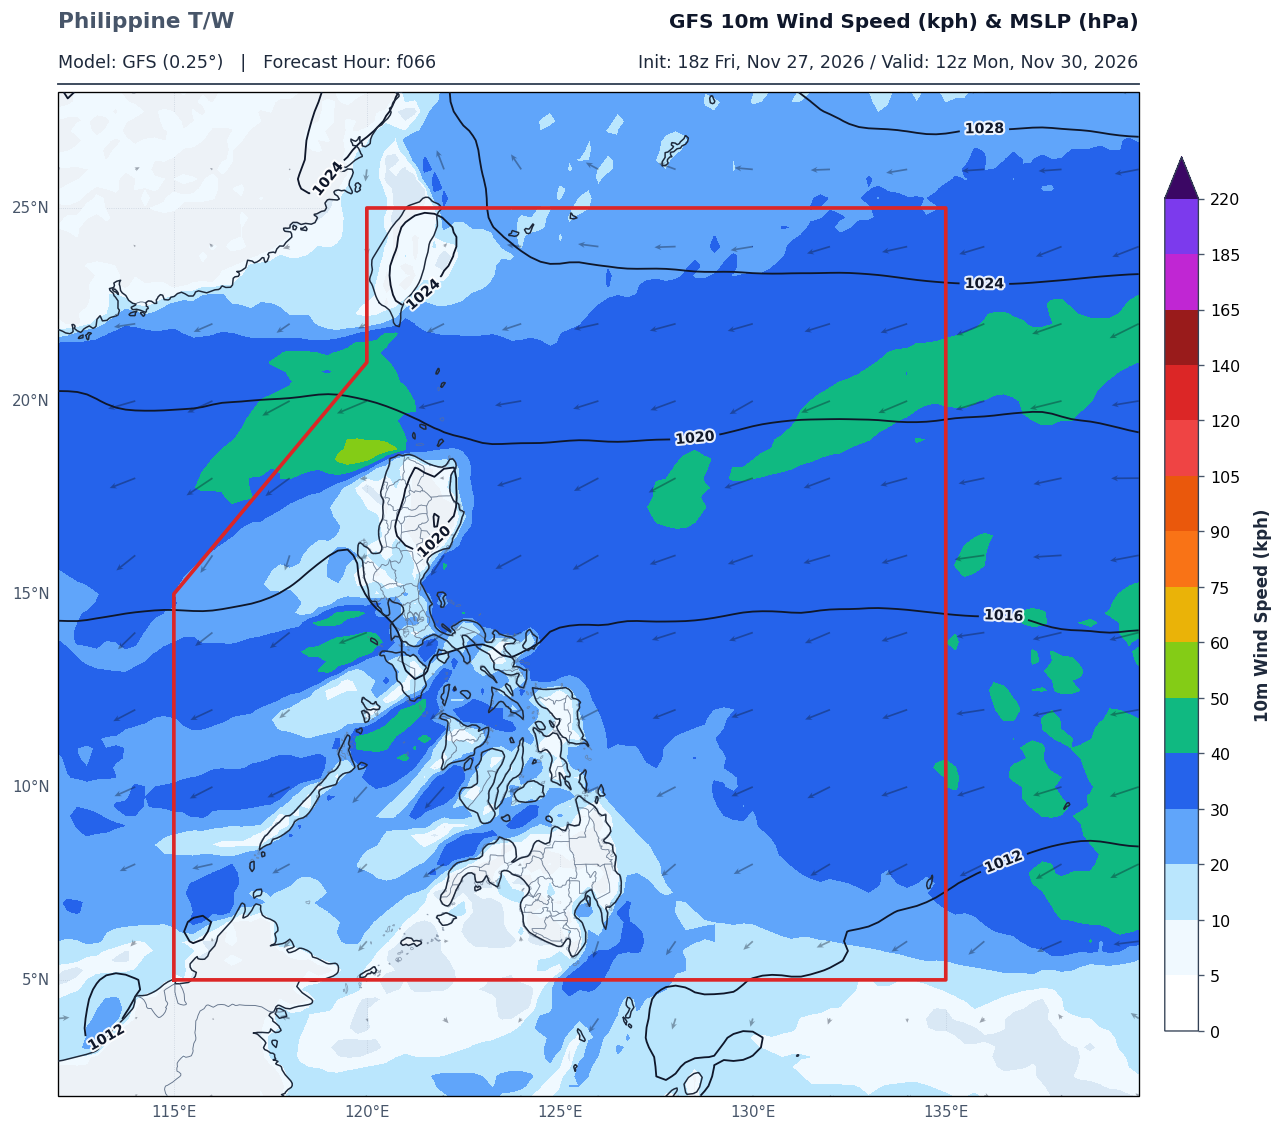 Philippine T/W
GFS 10m Wind Speed (kph) & MSLP (hPa)
Model: GFS (0.25°) | Forecast Hour: f066
Init: 18z Fri, Nov 27, 2026 / Valid: 12z Mon, Nov 30, 2026
1028
1024
1024
1024
1020
1020
1016
1012
1012
25°N
20°N
15°N
10°N
5°N
115°E
120°E
125°E
130°E
135°E
220
185
165
140
120
105
90
75
60
50
40
30
20
10
5
0
10m Wind Speed (kph)